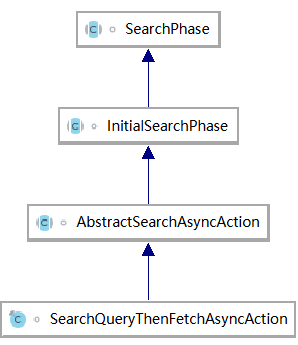 SearchPhase
InitialSearchPhase
AbstractSearchAsyncAction
SearchQueryThenFetchAsyncAction